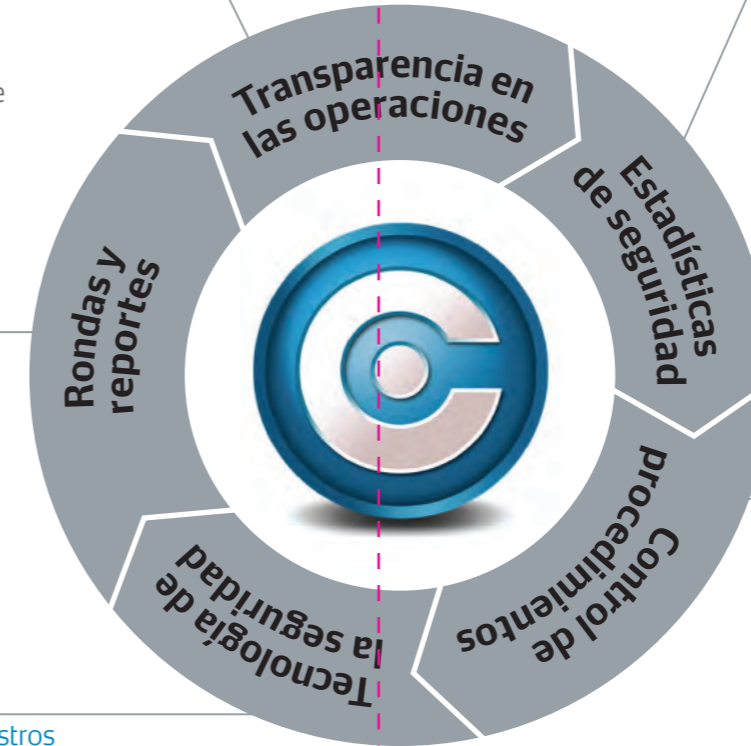 e
Transparencia en
las operaciones
Estadísticas
de seguridad
Control de
procedimientos
Tecnología de
la seguridad
Rondas y
reportes
stros